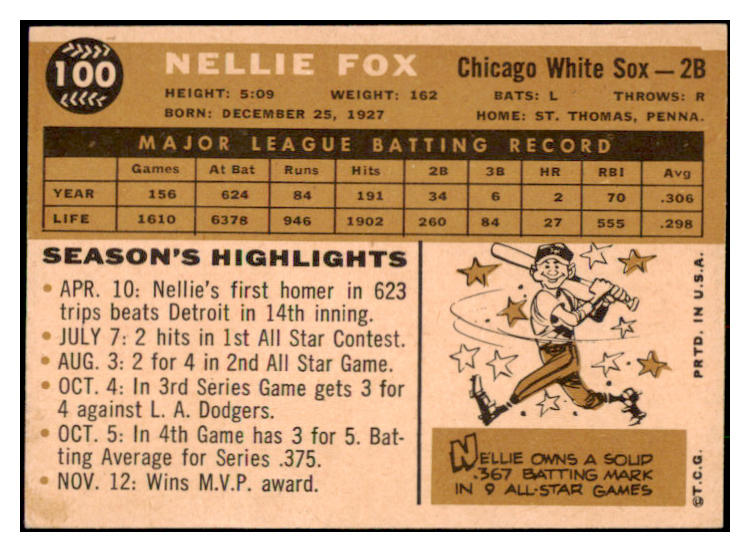 100
NELLIE FOX
Chicago White Sox — 2B
HEIGHT: 5:09 WEIGHT: 162 BATS: L THROWS: R
BORN: DECEMBER 25, 1927 HOME: ST. THOMAS, PENNA.
MAJOR LEAGUE BATTING RECORD
Games At Bat Runs Hits 2B 3B HR RBI Avg
YEAR 156 624 84 191 34 6 2 70 .306
LIFE 1610 6378 946 1902 260 84 27 555 .298
SEASON'S HIGHLIGHTS
• APR. 10: Nellie's first homer in 623
trips beats Detroit in 14th inning.
• JULY 7: 2 hits in 1st All Star Contest.
• AUG. 3: 2 for 4 in 2nd All Star Game.
• OCT. 4: In 3rd Series Game gets 3 for
4 against L. A. Dodgers.
• OCT. 5: In 4th Game has 3 for 5. Bat-
ting Average for Series .375.
• NOV. 12: Wins M.V.P. award.
NELLIE OWNS A SOLID
.367 BATTING MARK
IN 9 ALL-STAR GAMES
©T.C.G. PRTD. IN U.S.A.